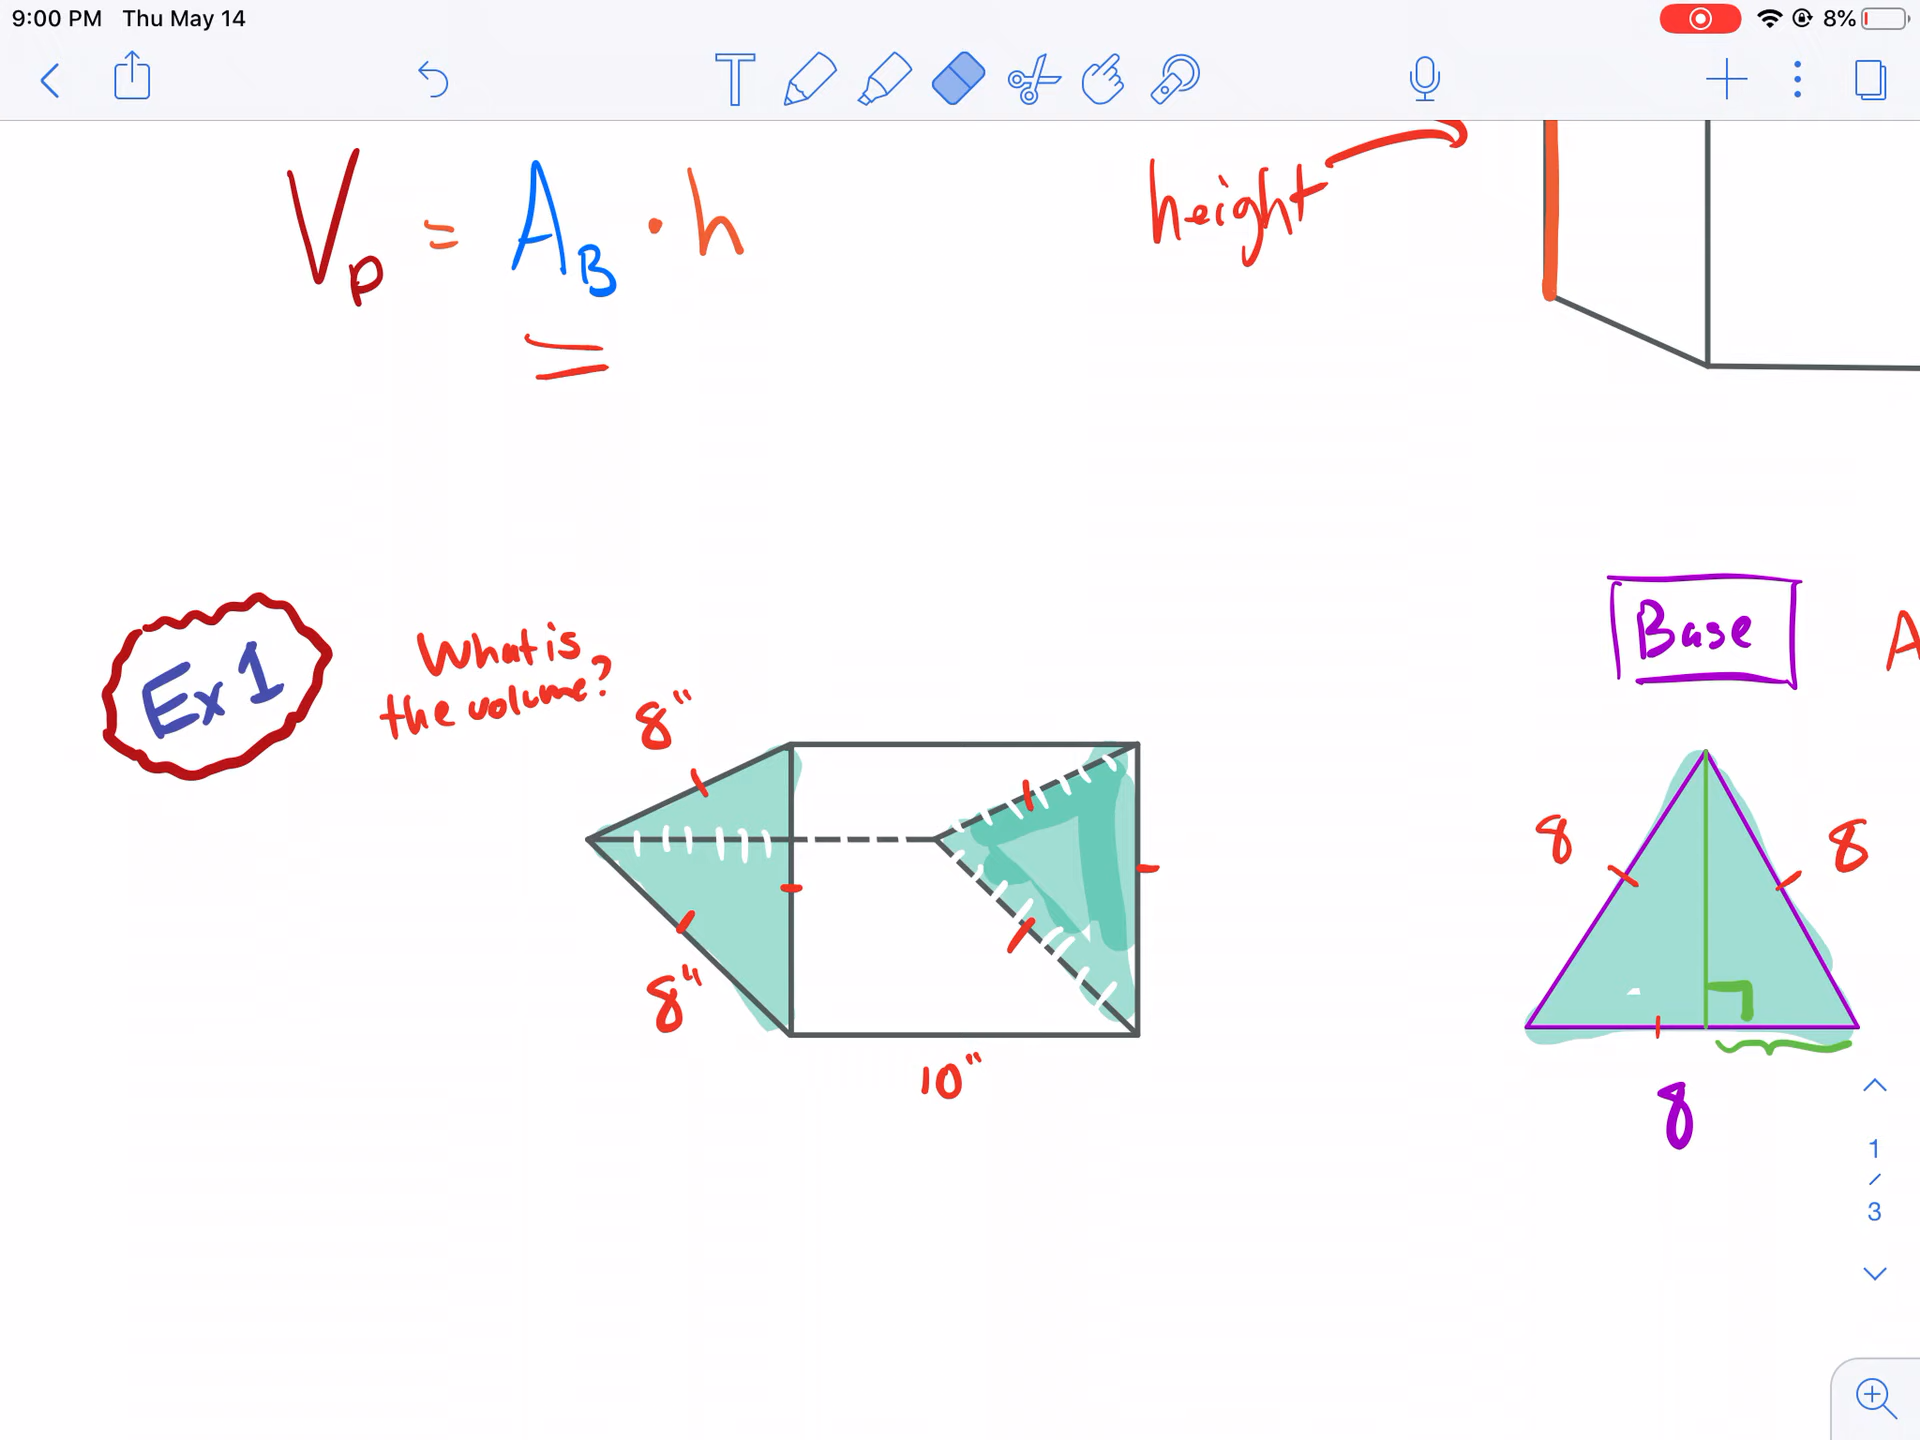 9:00 PM Thu May 14
8%
T
Vp = AB · h
height
Ex 1
What is
the volume?
8"
8"
10"
Base
A
8
8
8
1
/
3